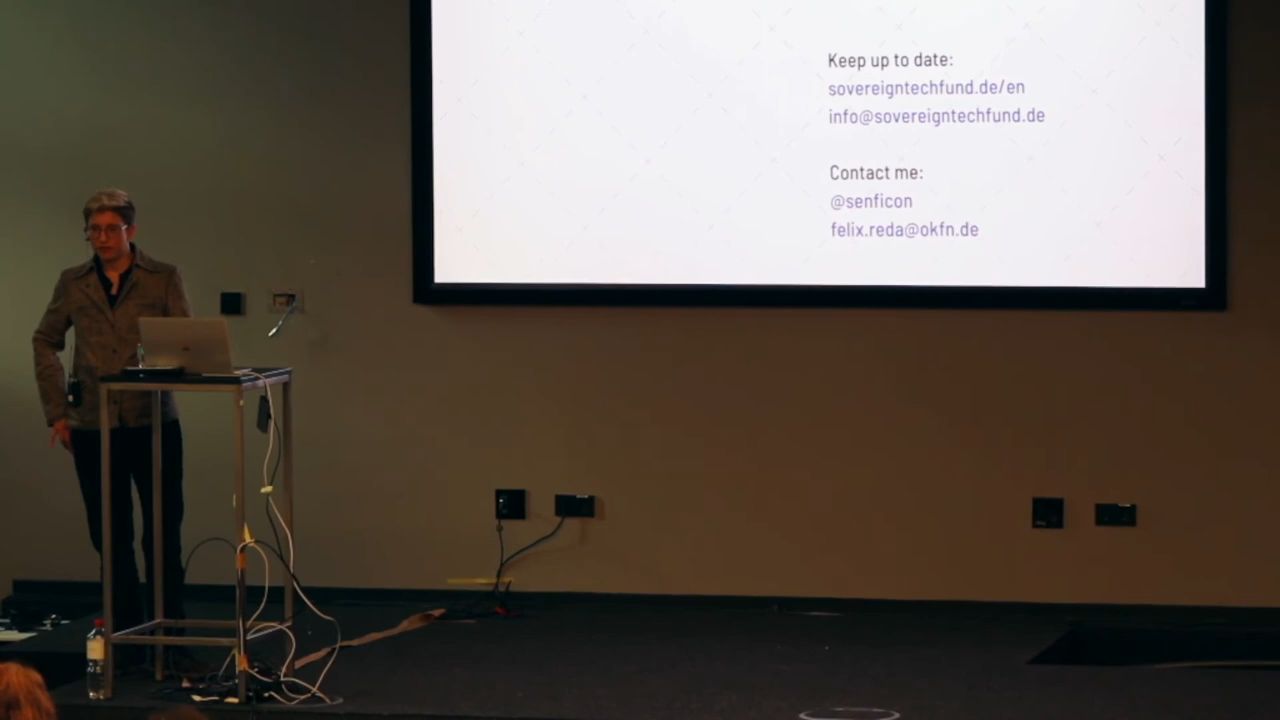 Keep up to date:
sovereigntechfund.de/en
info@sovereigntechfund.de
Contact me:
@senficon
felix.reda@okfn.de